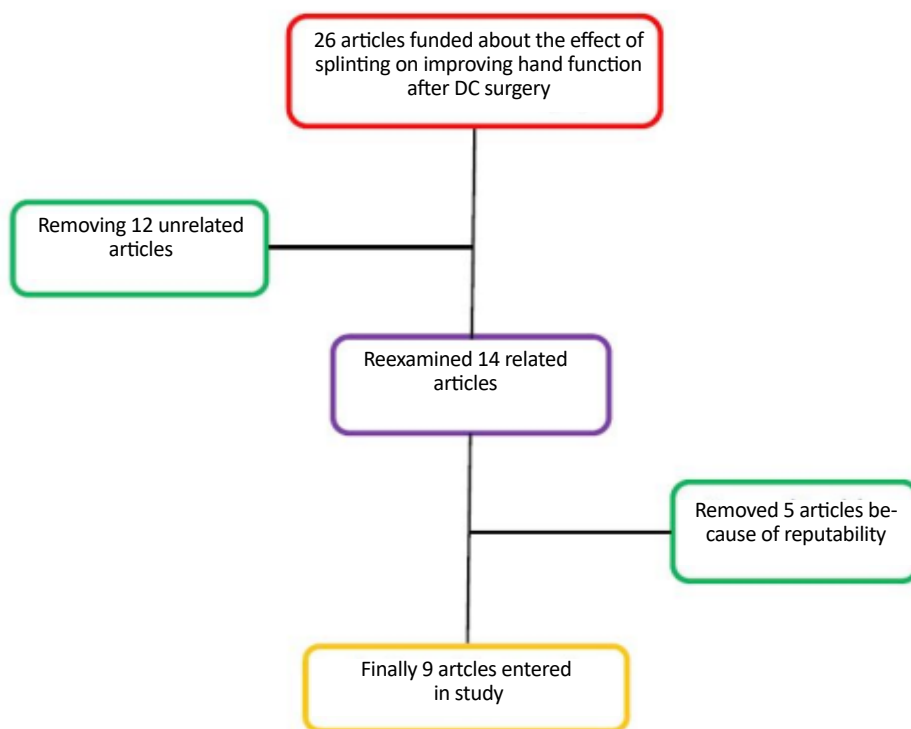 26 articles funded about the effect of
splinting on improving hand function
after DC surgery
Removing 12 unrelated
articles
Reexamined 14 related
articles
Removed 5 articles be-
cause of reputability
Finally 9 artcles entered
in study